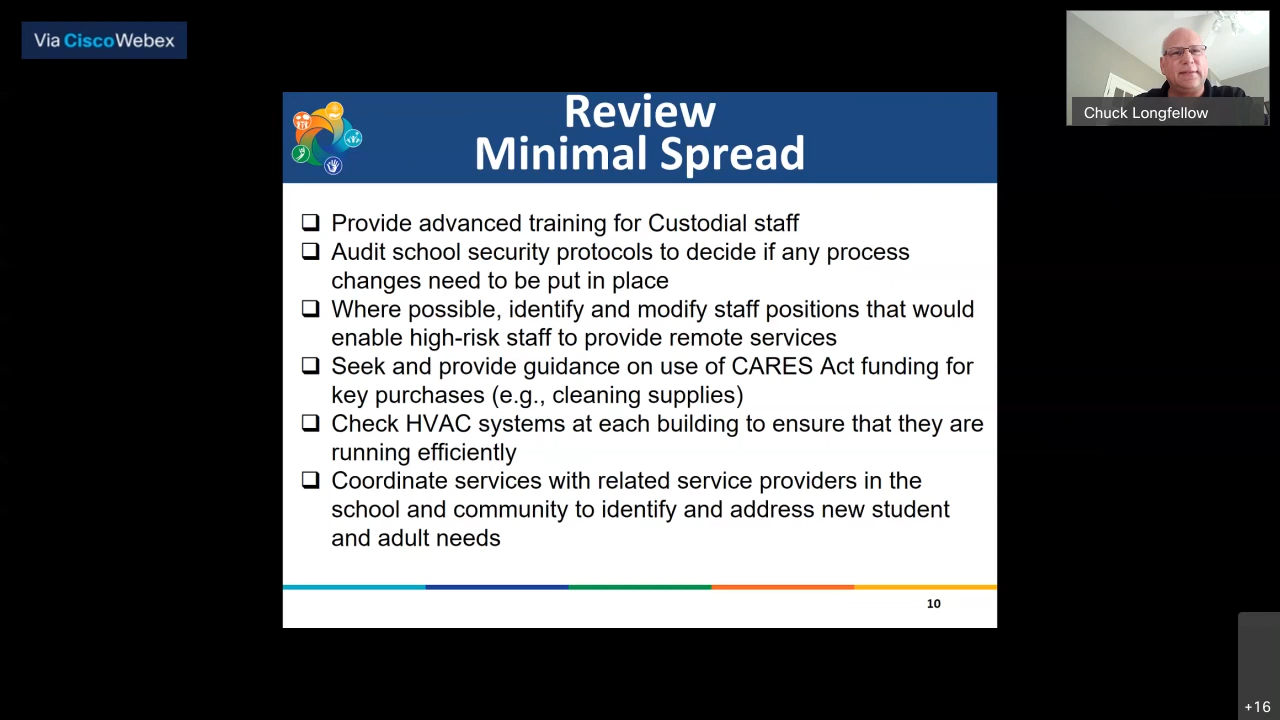 Via CiscoWebex
Chuck Longfellow
Review
Minimal Spread
❑ Provide advanced training for Custodial staff
❑ Audit school security protocols to decide if any process
changes need to be put in place
❑ Where possible, identify and modify staff positions that would
enable high-risk staff to provide remote services
❑ Seek and provide guidance on use of CARES Act funding for
key purchases (e.g., cleaning supplies)
❑ Check HVAC systems at each building to ensure that they are
running efficiently
❑ Coordinate services with related service providers in the
school and community to identify and address new student
and adult needs
10
+16